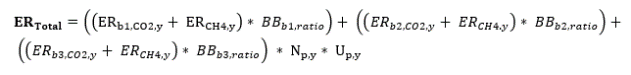 ER_Total = ((ER_b1,CO2,y + ER_CH4,y) * BB_b1,ratio) + ((ER_b2,CO2,y + ER_CH4,y) * BB_b2,ratio) +
((ER_b3,CO2,y + ER_CH4,y) * BB_b3,ratio) * N_p,y * U_p,y